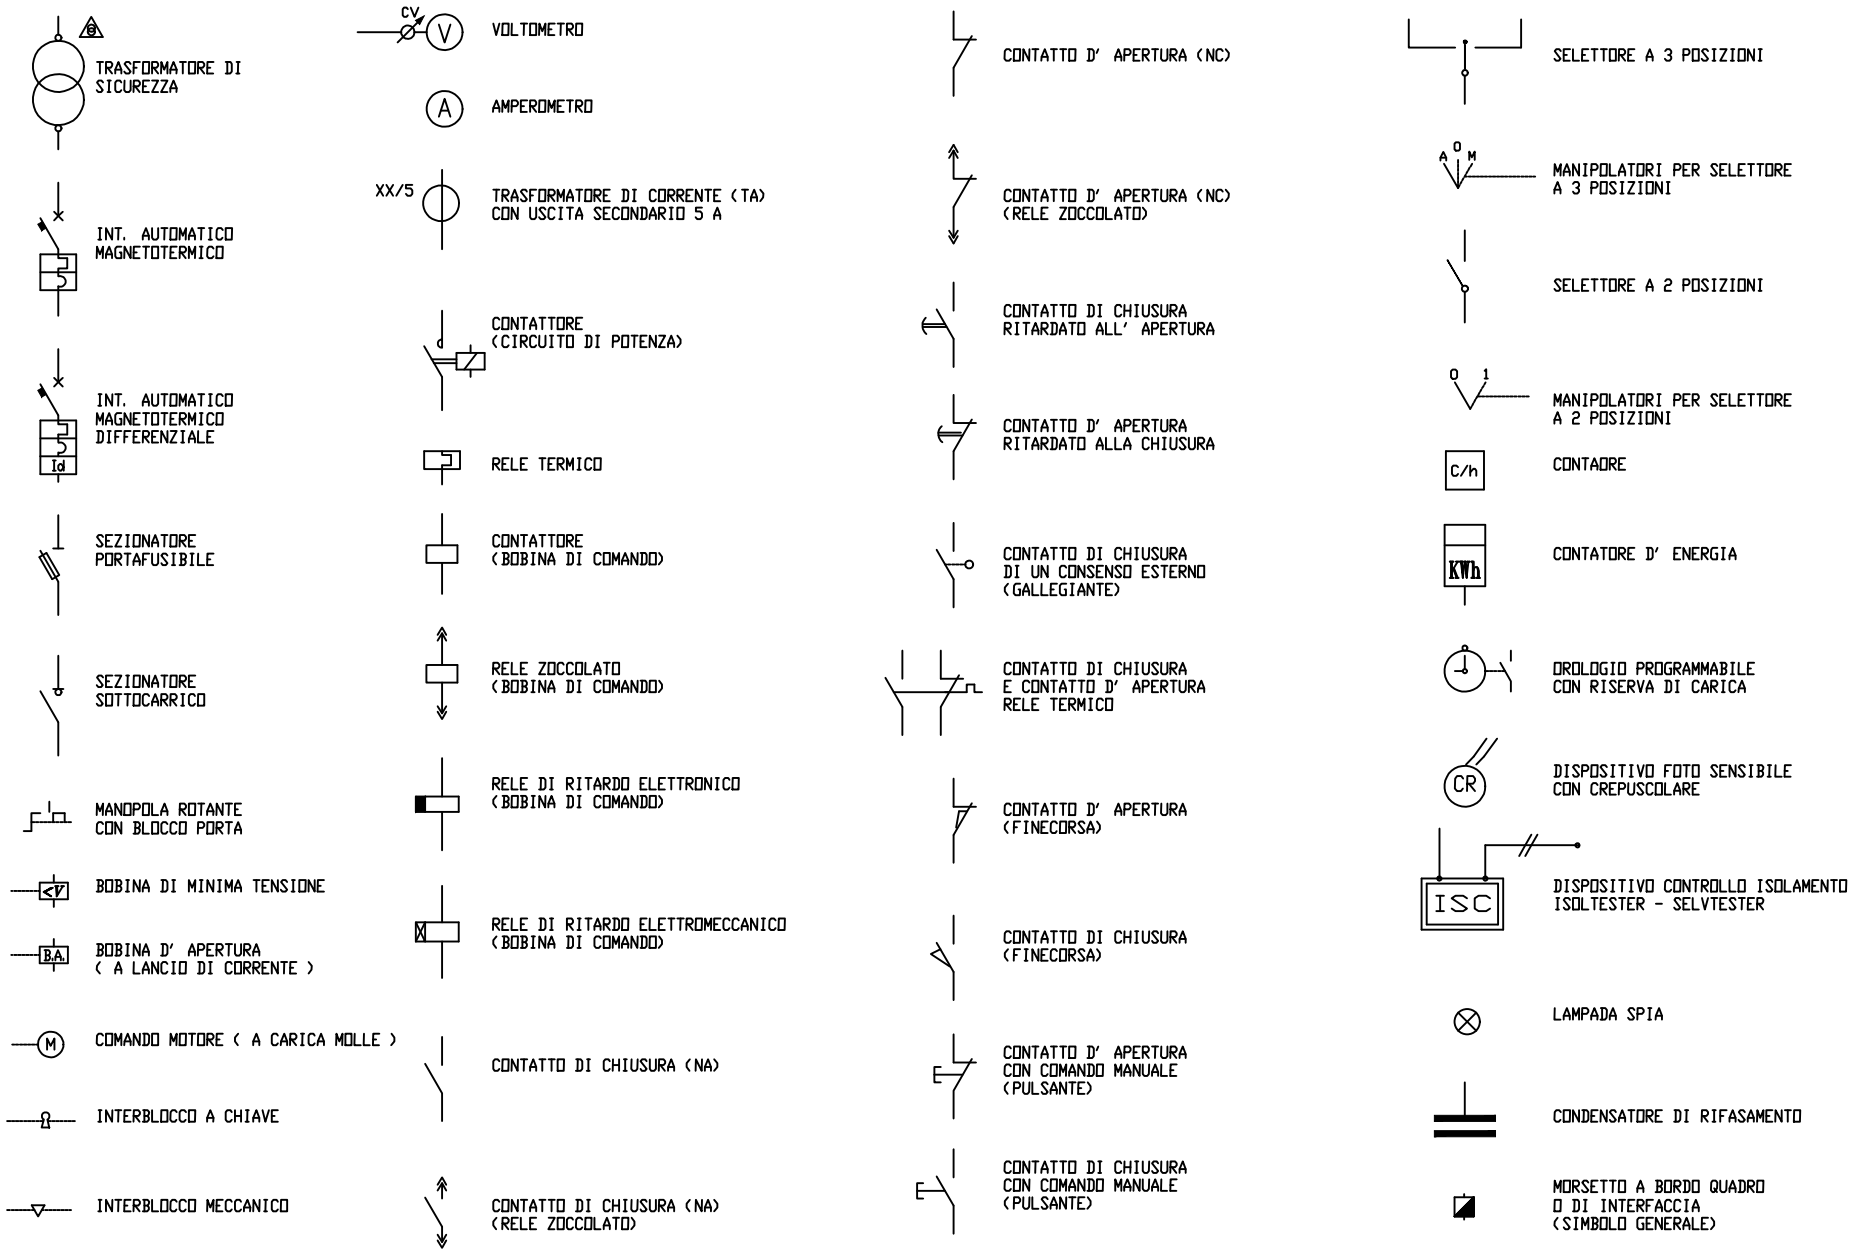 TRASFORMATORE DI
SICUREZZA
INT. AUTOMATICO
MAGNETOTERMICO
INT. AUTOMATICO
MAGNETOTERMICO
DIFFERENZIALE
Id
SEZIONATORE
PORTAFUSIBILE
SEZIONATORE
SOTTOCARRICO
MANOPOLA ROTANTE
CON BLOCCO PORTA
<V
BOBINA DI MINIMA TENSIONE
B.A.
BOBINA D' APERTURA
( A LANCIO DI CORRENTE )
M
COMANDO MOTORE ( A CARICA MOLLE )
INTERBLOCCO A CHIAVE
INTERBLOCCO MECCANICO
CV
V
VOLTOMETRO
A
AMPEROMETRO
XX/5
TRASFORMATORE DI CORRENTE (TA)
CON USCITA SECONDARIO 5 A
CONTATTORE
(CIRCUITO DI POTENZA)
RELE TERMICO
CONTATTORE
(BOBINA DI COMANDO)
RELE ZOCCOLATO
(BOBINA DI COMANDO)
RELE DI RITARDO ELETTRONICO
(BOBINA DI COMANDO)
RELE DI RITARDO ELETTROMECCANICO
(BOBINA DI COMANDO)
CONTATTO DI CHIUSURA (NA)
CONTATTO DI CHIUSURA (NA)
(RELE ZOCCOLATO)
CONTATTO D' APERTURA (NC)
CONTATTO D' APERTURA (NC)
(RELE ZOCCOLATO)
CONTATTO DI CHIUSURA
RITARDATO ALL' APERTURA
CONTATTO D' APERTURA
RITARDATO ALLA CHIUSURA
CONTATTO DI CHIUSURA
DI UN CONSENSO ESTERNO
(GALLEGIANTE)
CONTATTO DI CHIUSURA
E CONTATTO D' APERTURA
RELE TERMICO
CONTATTO D' APERTURA
(FINECORSA)
CONTATTO DI CHIUSURA
(FINECORSA)
CONTATTO D' APERTURA
CON COMANDO MANUALE
(PULSANTE)
CONTATTO DI CHIUSURA
CON COMANDO MANUALE
(PULSANTE)
SELETTORE A 3 POSIZIONI
A 0 M
MANIPOLATORI PER SELETTORE
A 3 POSIZIONI
SELETTORE A 2 POSIZIONI
0 1
MANIPOLATORI PER SELETTORE
A 2 POSIZIONI
C/h
CONTAORE
KWh
CONTATORE D' ENERGIA
OROLOGIO PROGRAMMABILE
CON RISERVA DI CARICA
CR
DISPOSITIVO FOTO SENSIBILE
CON CREPUSCOLARE
ISC
DISPOSITIVO CONTROLLO ISOLAMENTO
ISOLTESTER - SELVTESTER
LAMPADA SPIA
CONDENSATORE DI RIFASAMENTO
MORSETTO A BORDO QUADRO
O DI INTERFACCIA
(SIMBOLO GENERALE)